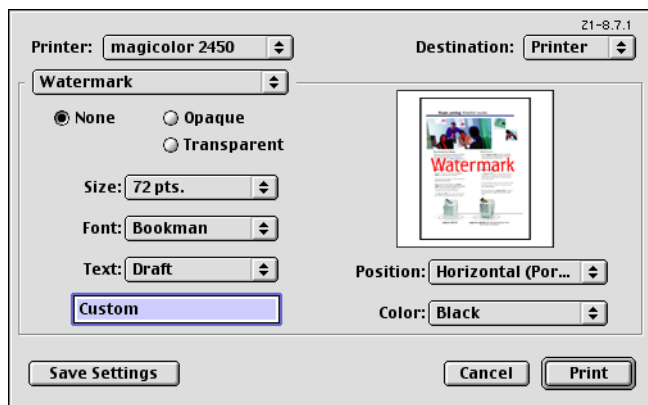 Z1-8.7.1
Printer: magicolor 2450
Destination: Printer
Watermark
None
Opaque
Transparent
Size: 72 pts.
Font: Bookman
Text: Draft
Custom
Watermark
Position: Horizontal (Por...
Color: Black
Save Settings
Cancel
Print